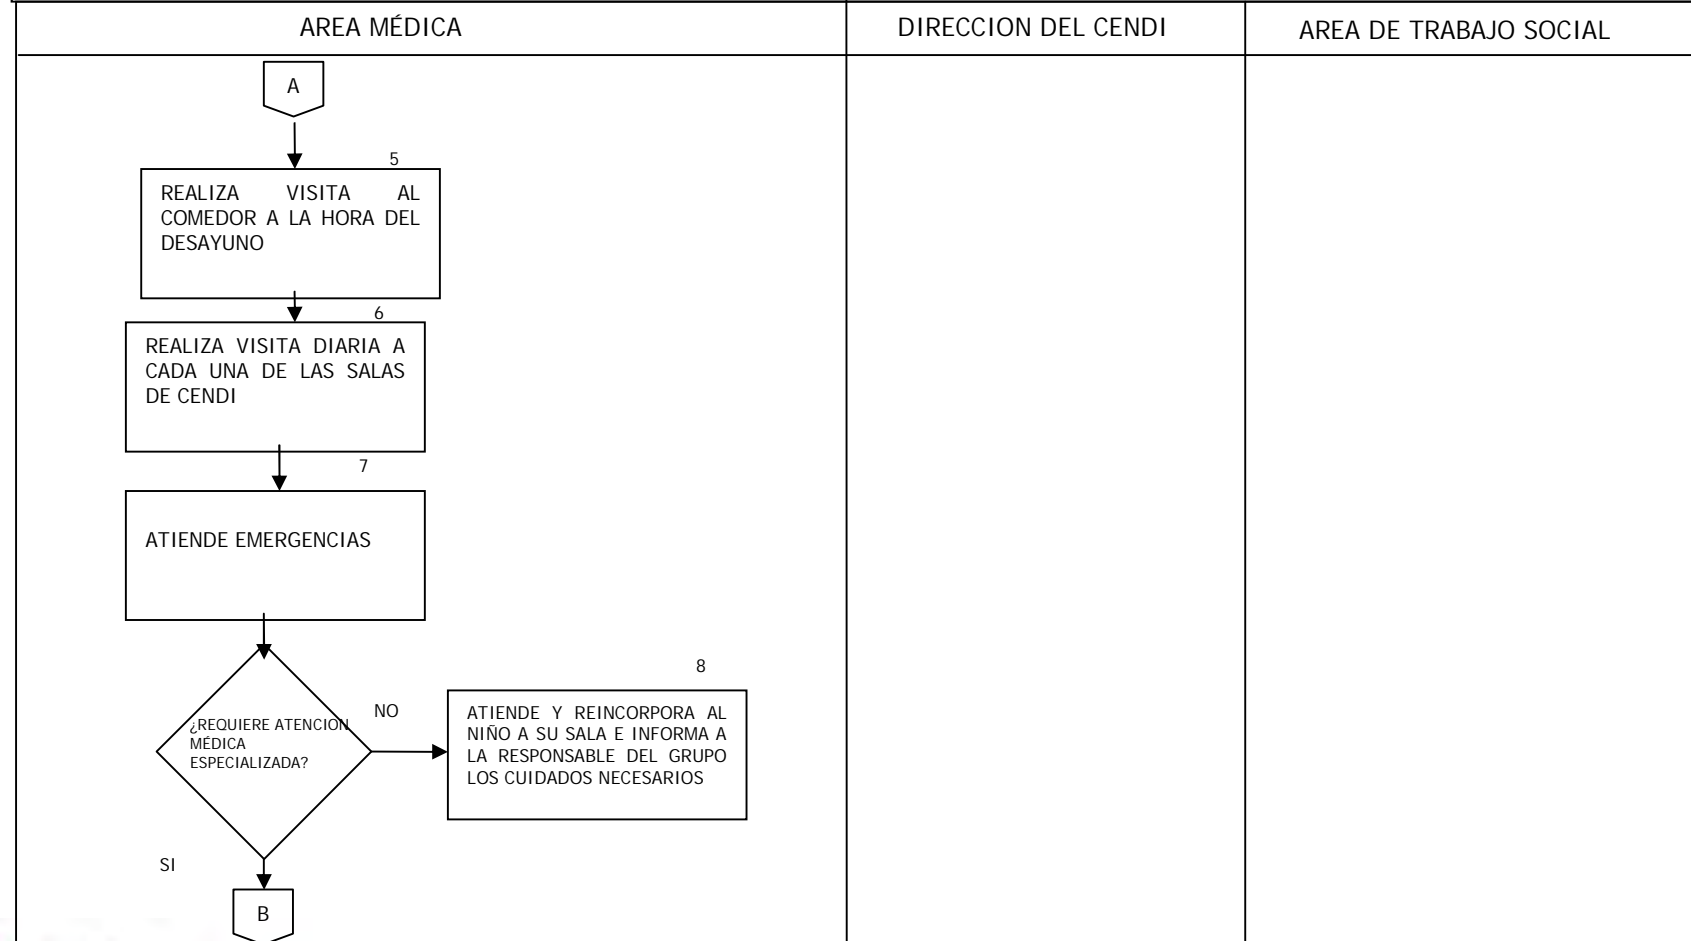 AREA MÉDICA
DIRECCION DEL CENDI
AREA DE TRABAJO SOCIAL
A
5
REALIZA VISITA AL
COMEDOR A LA HORA DEL
DESAYUNO
6
REALIZA VISITA DIARIA A
CADA UNA DE LAS SALAS
DE CENDI
7
ATIENDE EMERGENCIAS
¿REQUIERE ATENCION
MÉDICA
ESPECIALIZADA?
NO
8
ATIENDE Y REINCORPORA AL
NIÑO A SU SALA E INFORMA A
LA RESPONSABLE DEL GRUPO
LOS CUIDADOS NECESARIOS
SI
B